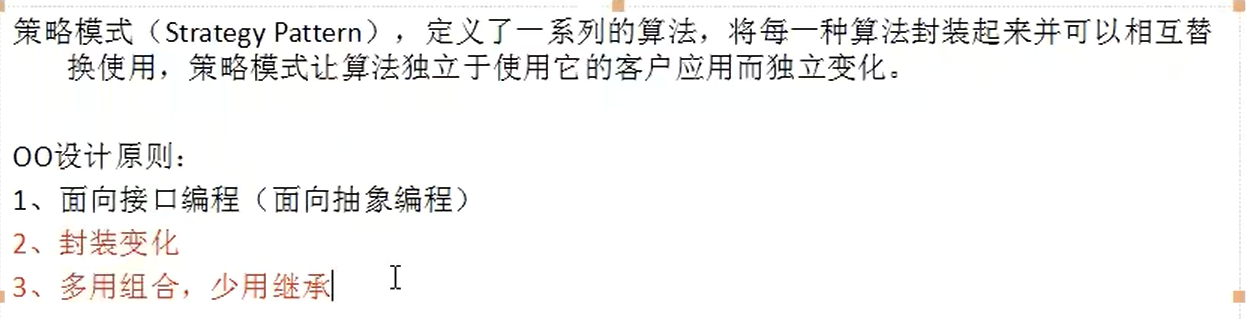 策略模式（Strategy Pattern），定义了一系列的算法，将每一种算法封装起来并可以相互替
换使用，策略模式让算法独立于使用它的客户应用而独立变化。
OO设计原则：
1、面向接口编程（面向抽象编程）
2、封装变化
3、多用组合，少用继承